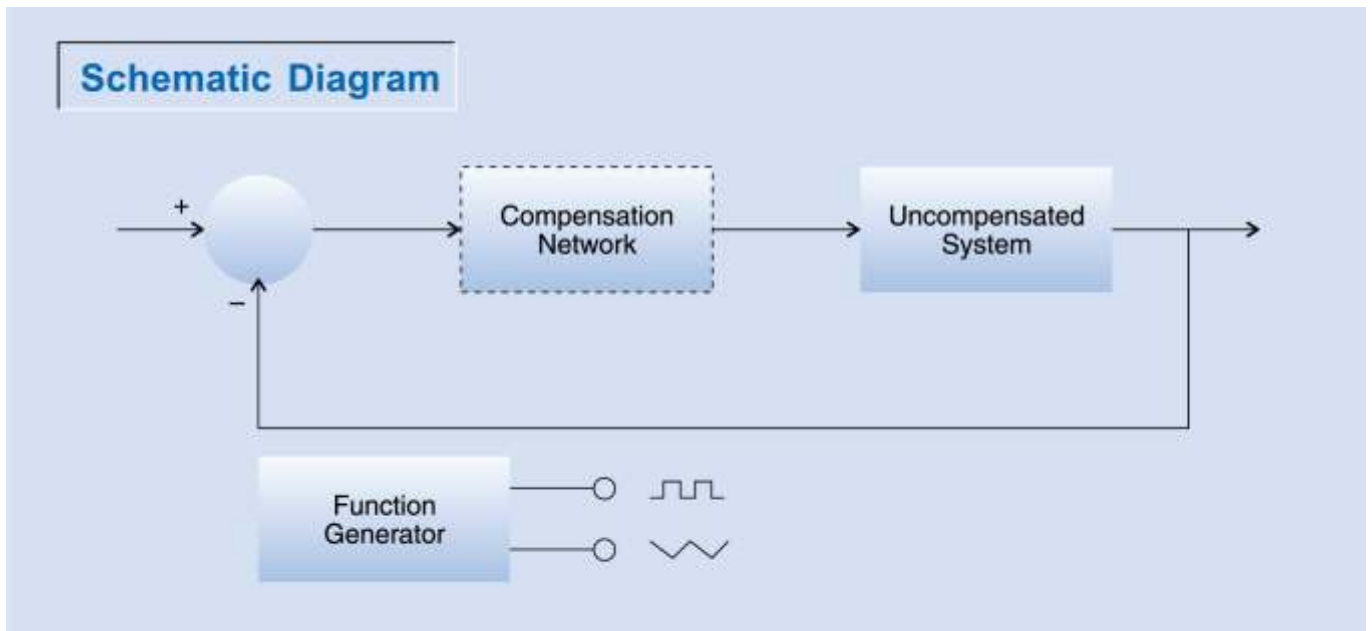 Schematic Diagram
+
Compensation
Network
Uncompensated
System
–
Function
Generator